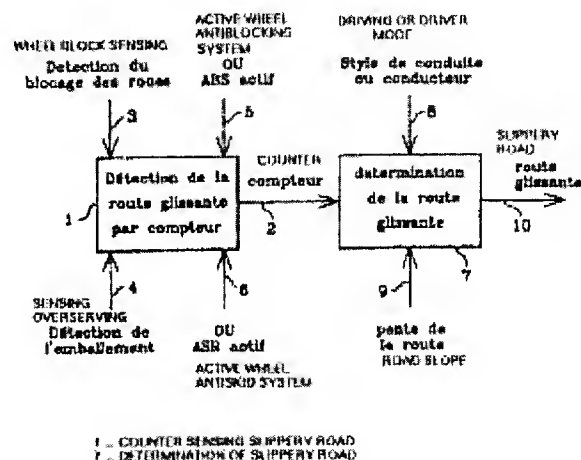 ACTIVE WHEEL
ANTIBLOCKING
SYSTEM
DRIVING OR DRIVER
MODE
WHEEL BLOCK SENSING
Détection du
blocage des roues
OU
ABS actif
Style de conduite
ou conducteur
3
5
8
COUNTER
compteur
SLIPPERY
ROAD
route
glissante
1
Détection de la
route glissante
par compteur
2
détermination
de la route
glissante
10
7
4
6
9
SENSING
Détection de
l'emballement
OU
ASR actif
ACTIVE WHEEL
ANTISKID SYSTEM
pente de
la route
ROAD SLOPE
1 - COUNTER SENSING SLIPPERY ROAD
7 - DETERMINATION OF SLIPPERY ROAD